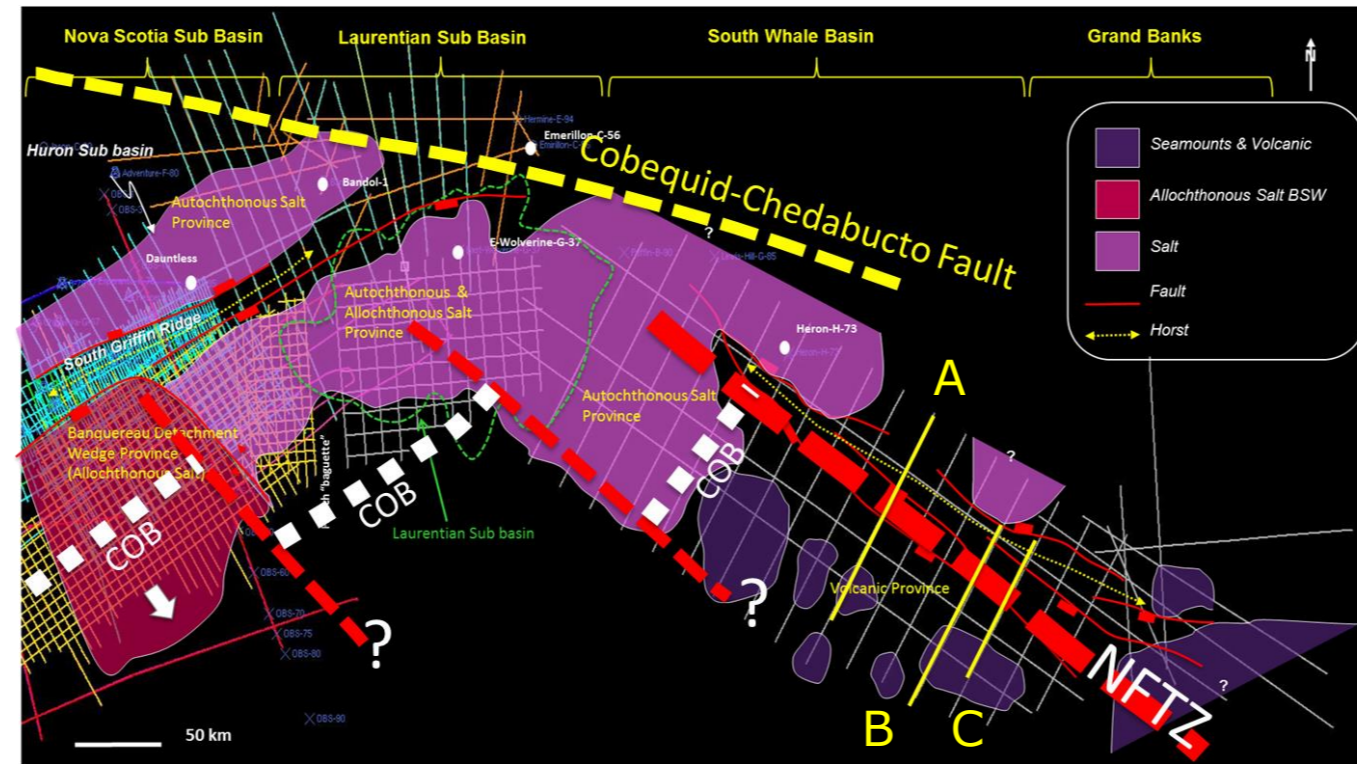 Nova Scotia Sub Basin
Laurentian Sub Basin
South Whale Basin
Grand Banks
N
Seamounts & Volcanic
Allochthonous Salt BSW
Salt
Fault
Horst
Cobequid-Chedabucto Fault
Hermine-E-94
Emerillon-C-56
Huron Sub basin
Adventure-F-80
Bandol-1
Autochthonous Salt
Province
E-Wolverine-G-37
?
Dauntless
Autochthonous &
Allochthonous Salt
Province
South Griffin Ridge
Heron-H-73
A
Autochthonous Salt
Province
Banquereau Detachment
Wedge Province
(Allochthonous Salt)
"baguette"
COB
COB
COB
?
Laurentian Sub basin
OBS-70
OBS-75
OBS-80
OBS-90
?
?
Volcanic Province
B
C
NFTZ
?
50 km